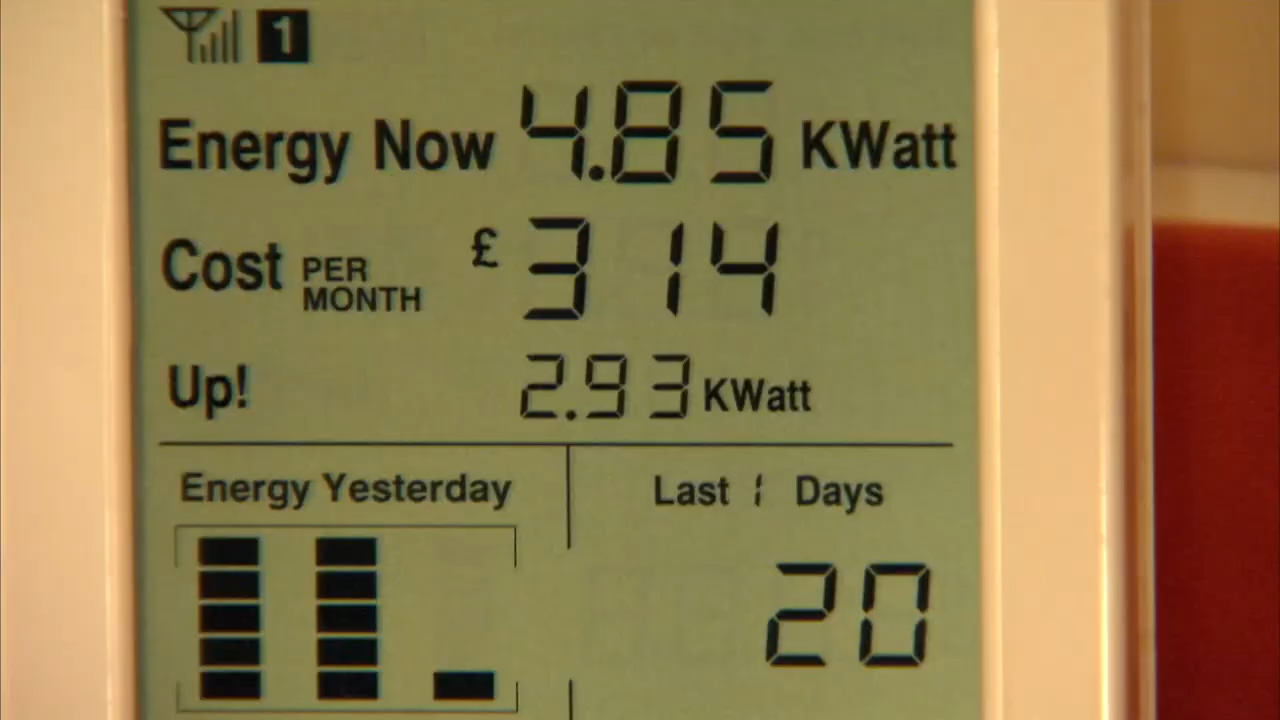 1
Energy Now 4.85 KWatt
Cost PER MONTH £ 314
Up! 2.93 KWatt
Energy Yesterday
Last 1 Days
20